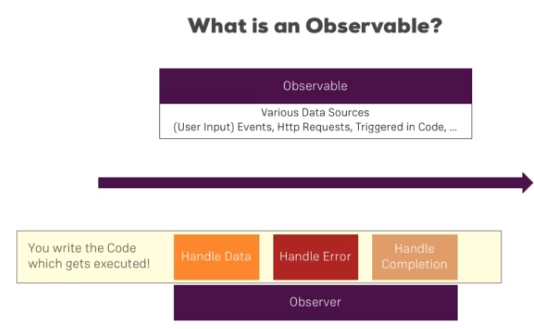 What is an Observable?
Observable
Various Data Sources
(User Input) Events, Http Requests, Triggered in Code, ...
You write the Code
which gets executed!
Handle Data
Handle Error
Handle
Completion
Observer